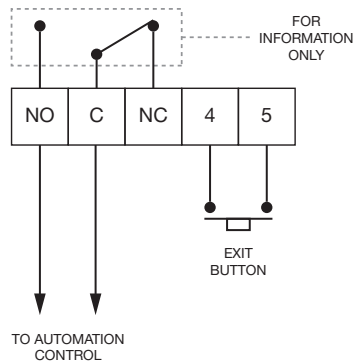 FOR
INFORMATION
ONLY
NO C NC 4 5
EXIT
BUTTON
TO AUTOMATION
CONTROL